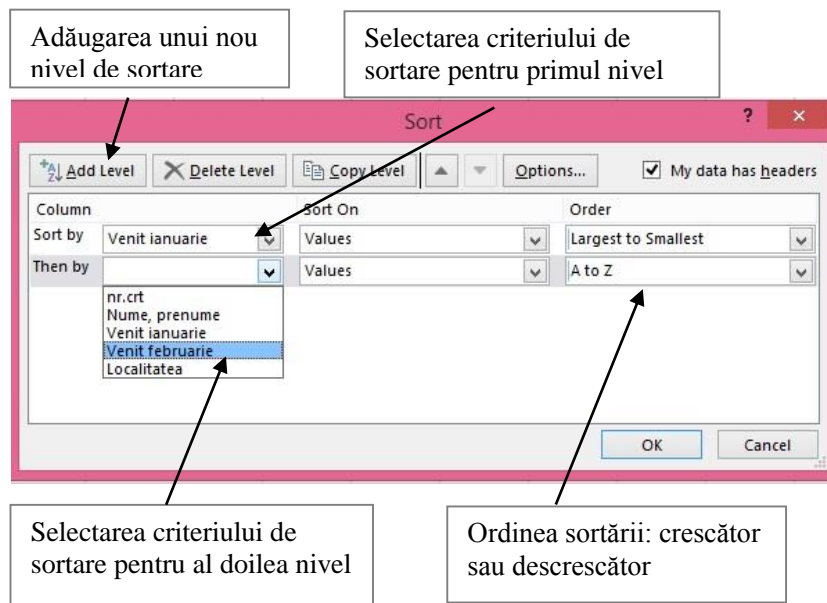 Adăugarea unui nou
nivel de sortare
Selectarea criteriului de
sortare pentru primul nivel
Sort
?
Add Level
Delete Level
Copy Level
Options...
My data has headers
Column
Sort On
Order
Sort by
Venit ianuarie
Values
Largest to Smallest
Then by
Values
A to Z
nr.crt
Nume, prenume
Venit ianuarie
Venit februarie
Localitatea
OK
Cancel
Selectarea criteriului de
sortare pentru al doilea nivel
Ordinea sortării: crescător
sau descrescător